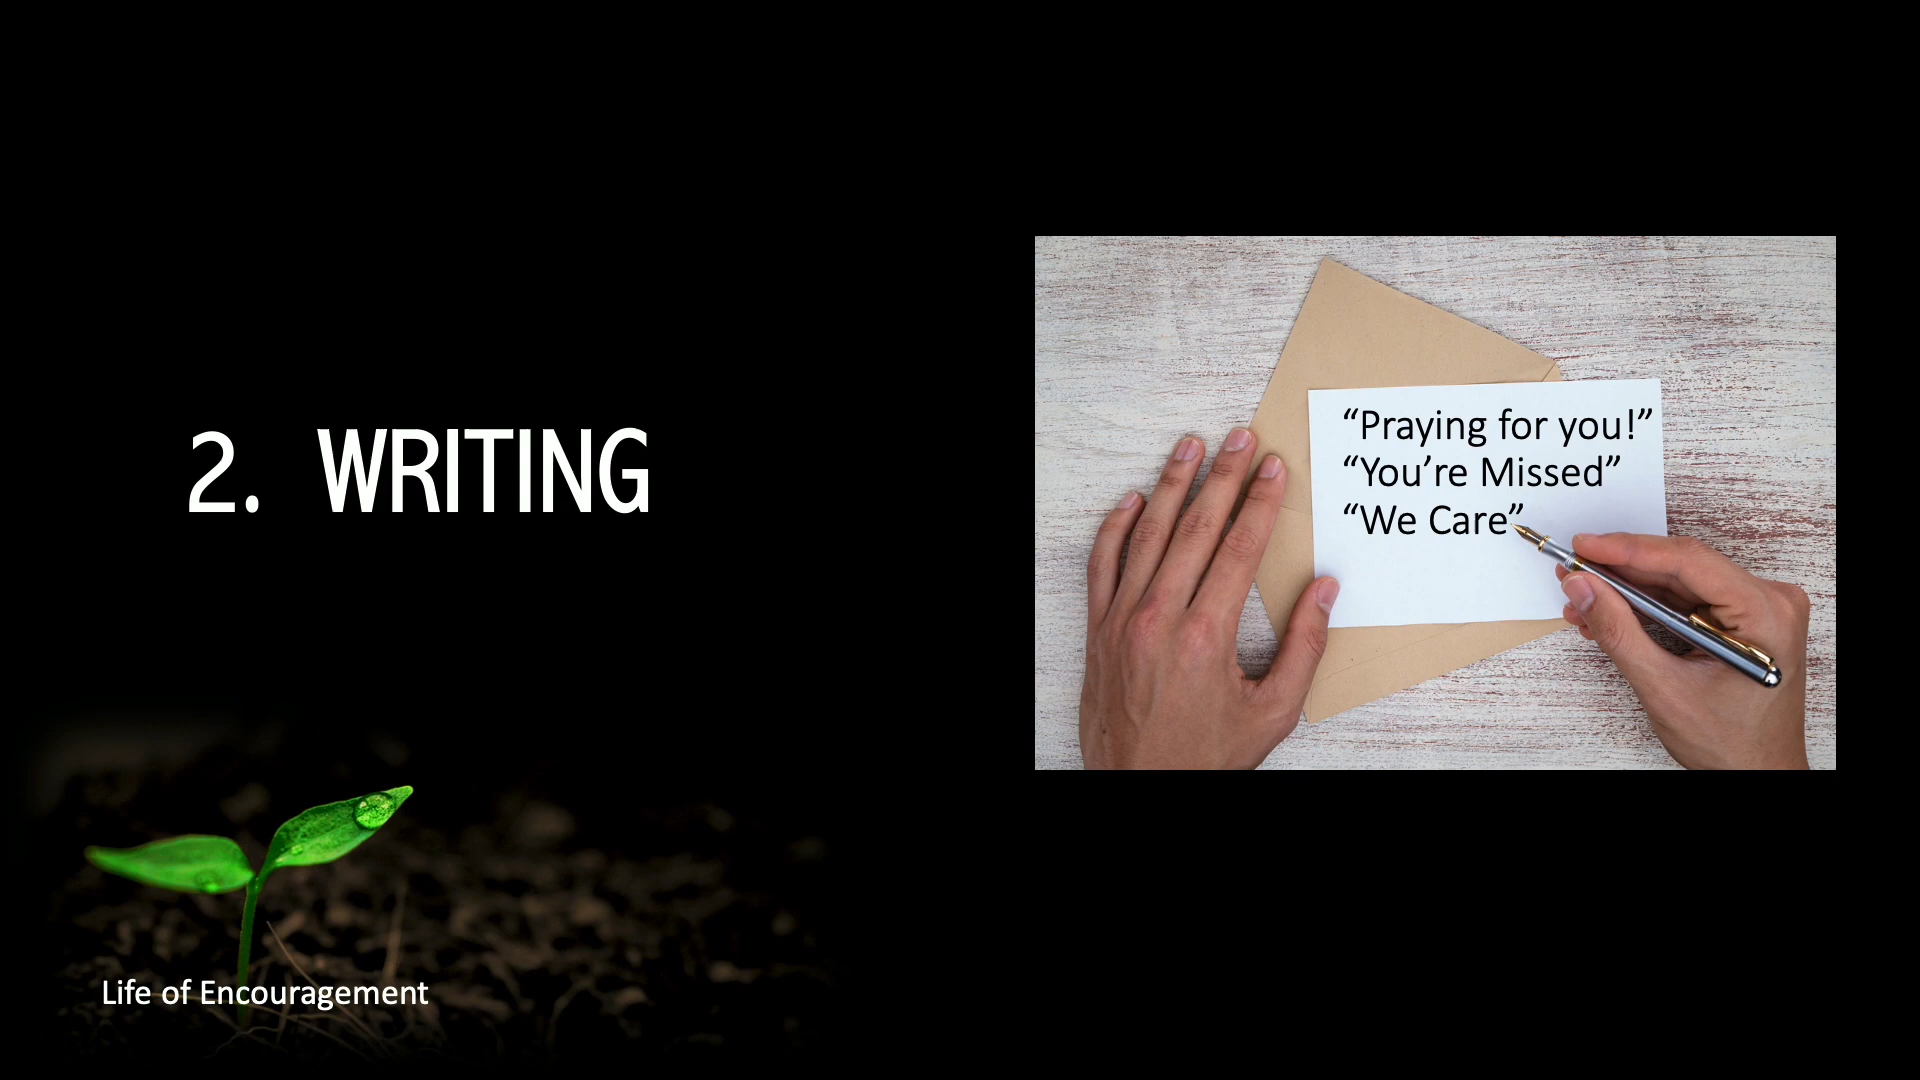 2. WRITING
“Praying for you!”
“You’re Missed”
“We Care”
Life of Encouragement